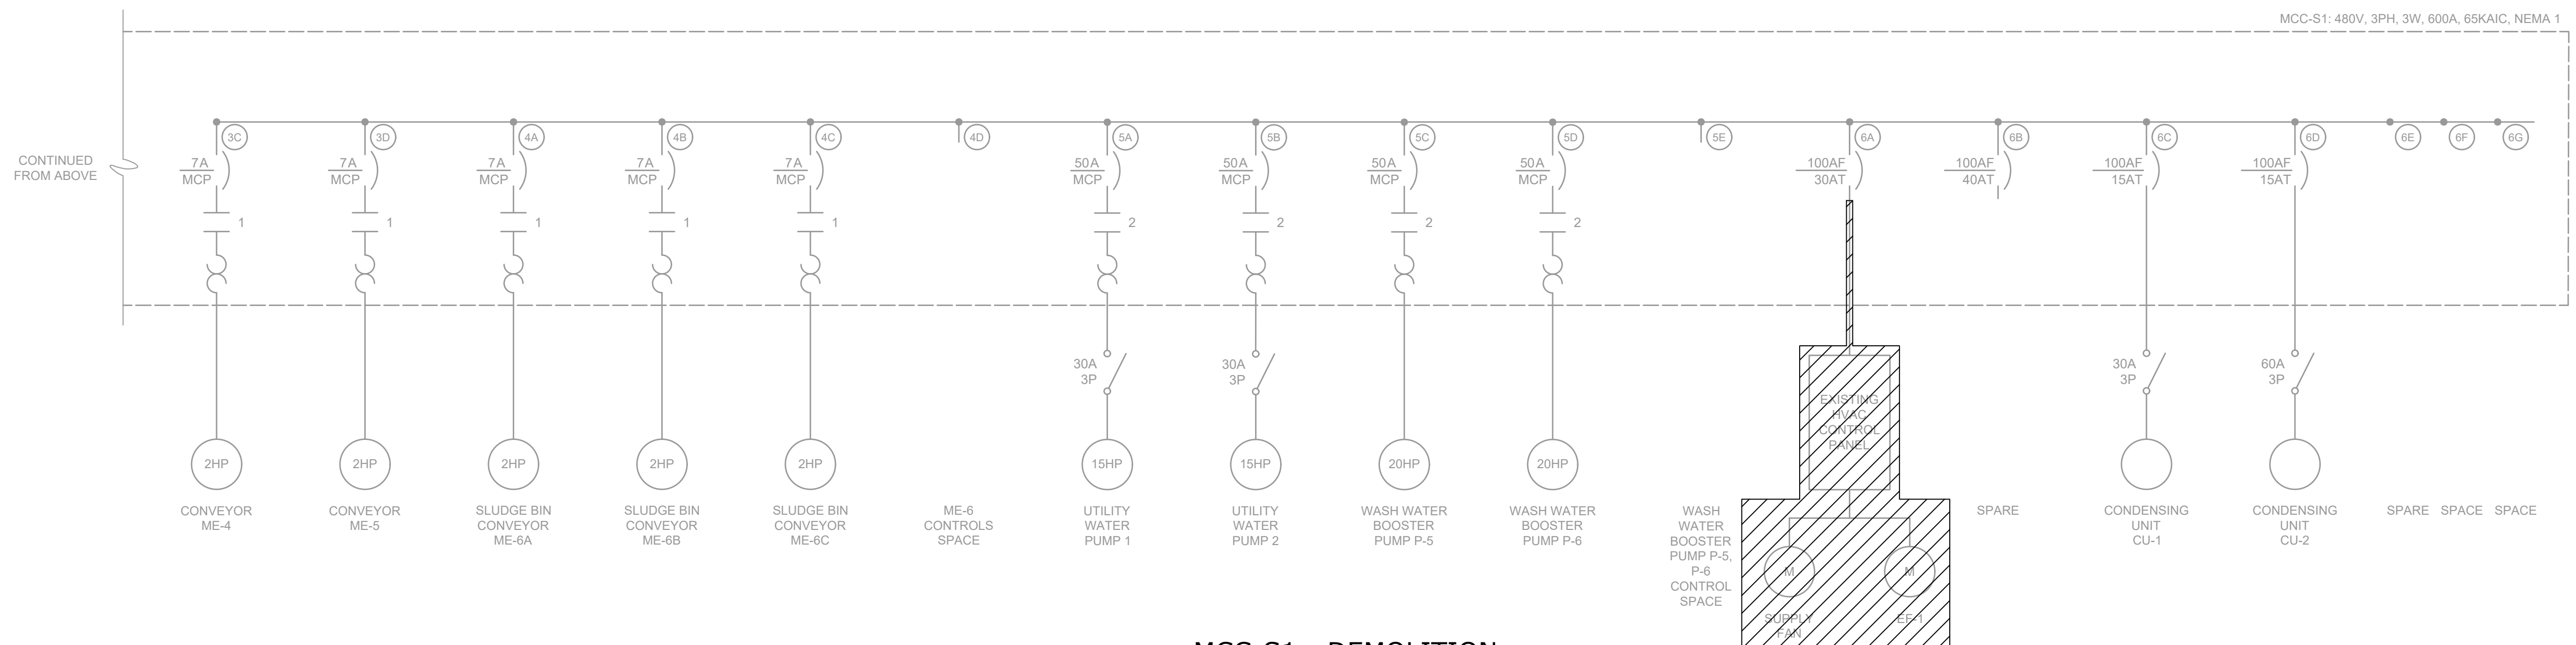 MCC-S1: 480V, 3PH, 3W, 600A, 65KAIC, NEMA 1
CONTINUED
FROM ABOVE
3C
7A
MCP
1
2HP
CONVEYOR
ME-4
3D
7A
MCP
1
2HP
CONVEYOR
ME-5
4A
7A
MCP
1
2HP
SLUDGE BIN
CONVEYOR
ME-6A
4B
7A
MCP
1
2HP
SLUDGE BIN
CONVEYOR
ME-6B
4C
7A
MCP
1
2HP
SLUDGE BIN
CONVEYOR
ME-6C
4D
ME-6
CONTROLS
SPACE
5A
50A
MCP
2
30A
3P
15HP
UTILITY
WATER
PUMP 1
5B
50A
MCP
2
30A
3P
15HP
UTILITY
WATER
PUMP 2
5C
50A
MCP
2
20HP
WASH WATER
BOOSTER
PUMP P-5
5D
50A
MCP
2
20HP
WASH WATER
BOOSTER
PUMP P-6
5E
WASH
WATER
BOOSTER
PUMP P-5,
P-6
CONTROL
SPACE
6A
100AF
30AT
EXISTING
HVAC
CONTROL
PANEL
M
SUPPLY
FAN
M
EF-1
6B
100AF
40AT
SPARE
6C
100AF
15AT
30A
3P
CONDENSING
UNIT
CU-1
6D
100AF
15AT
60A
3P
CONDENSING
UNIT
CU-2
6E
SPARE
6F
SPACE
6G
SPACE
MCC-S1 - DEMOLITION